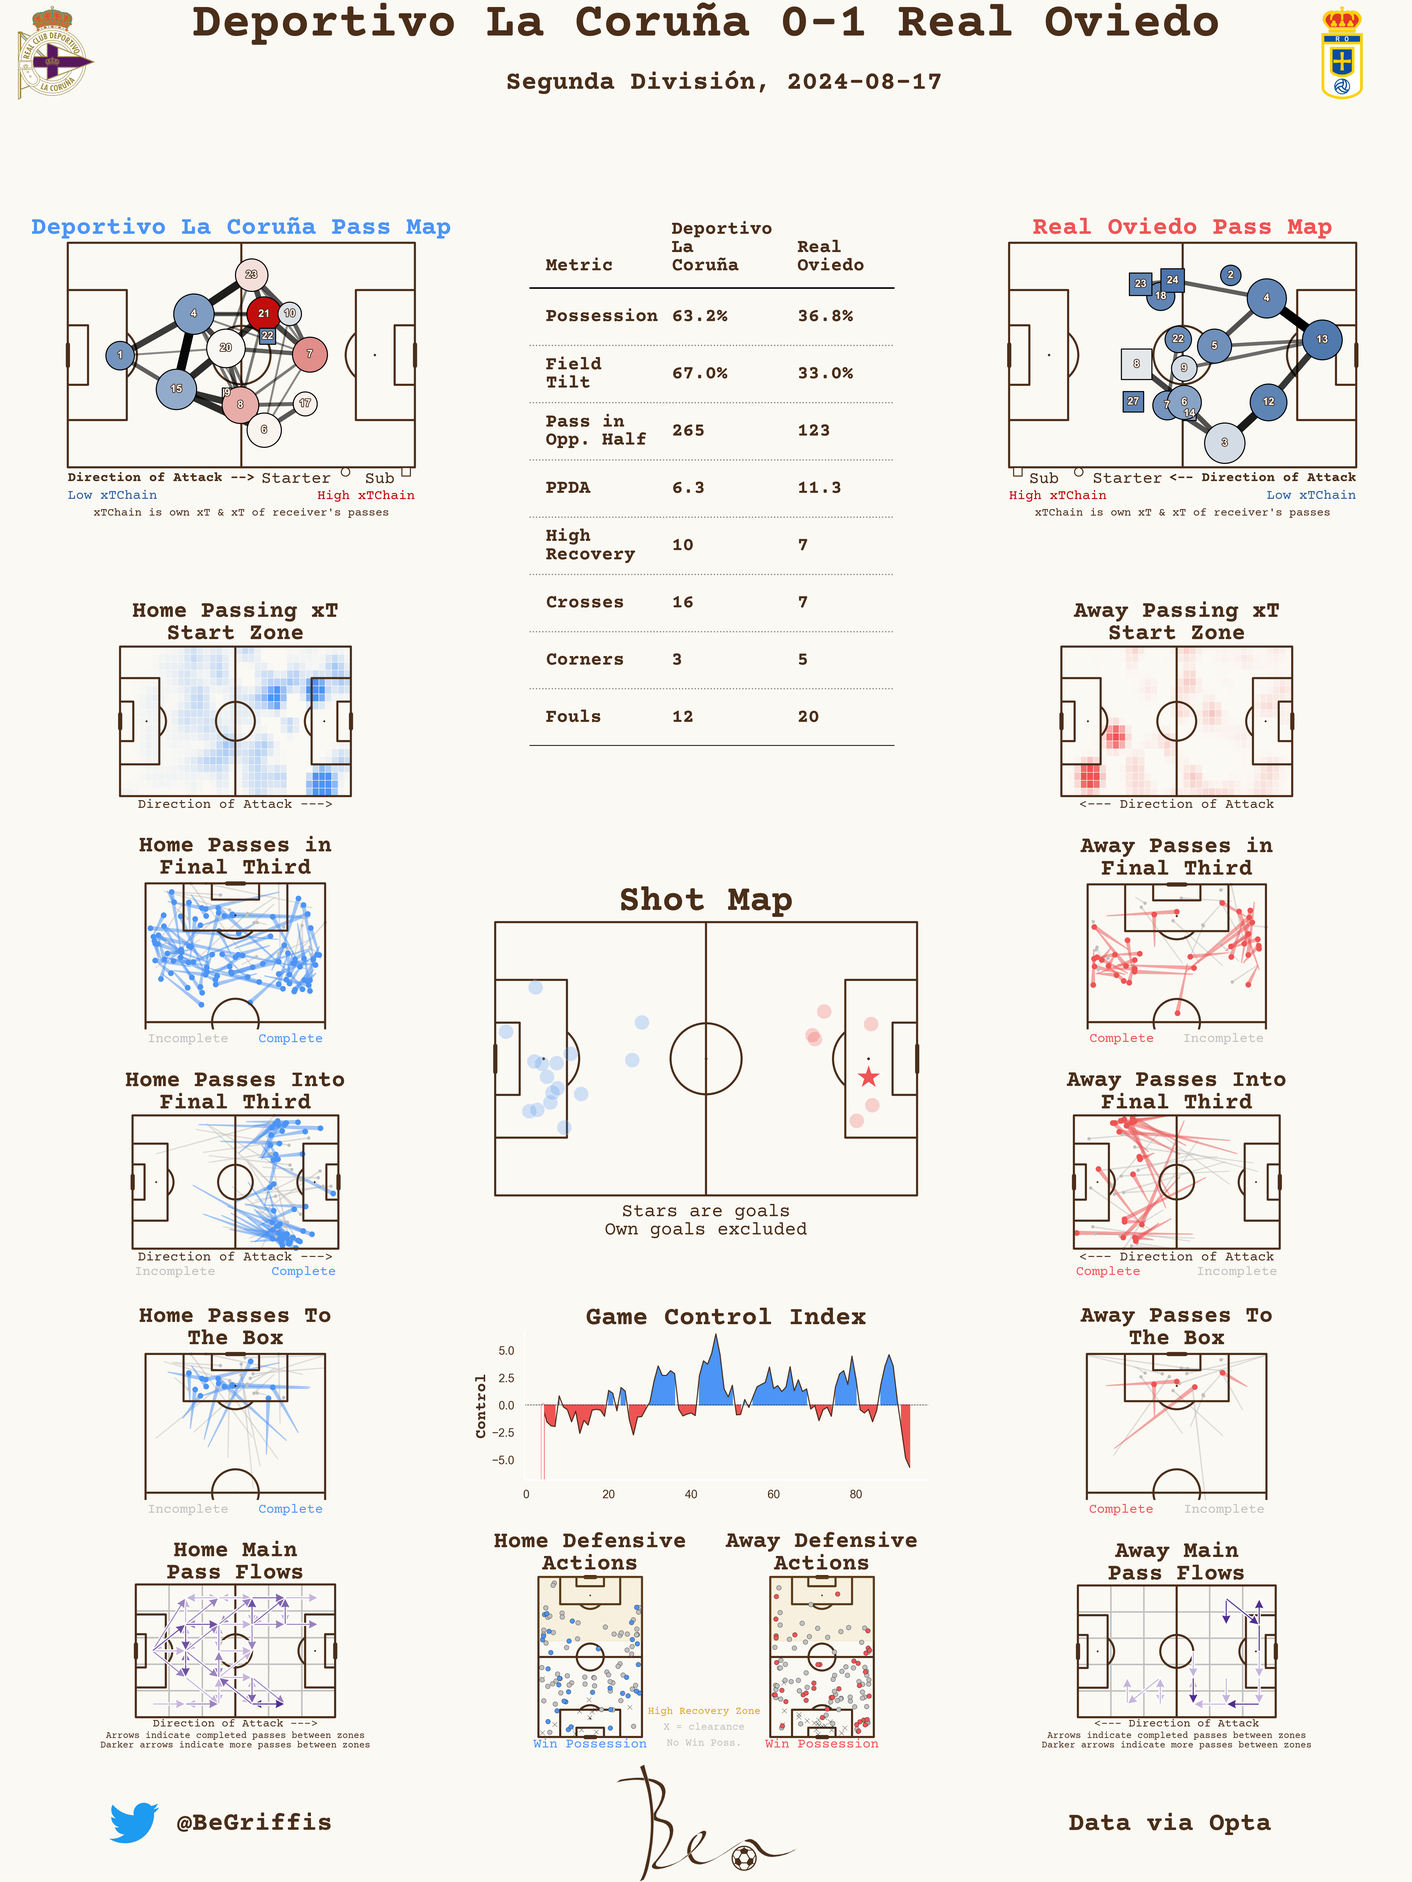 Deportivo La Coruña 0-1 Real Oviedo
Segunda División, 2024-08-17
REAL CLUB DEPORTIVO
LA CORUÑA
R O
Deportivo La Coruña Pass Map
23
4
21
10
22
20
1
7
15
9
8
17
6
Direction of Attack --> Starter Sub
Low xTChain High xTChain
xTChain is own xT & xT of receiver's passes
Metric Deportivo La Coruña Real Oviedo
Possession 63.2% 36.8%
Field Tilt 67.0% 33.0%
Pass in Opp. Half 265 123
PPDA 6.3 11.3
High Recovery 10 7
Crosses 16 7
Corners 3 5
Fouls 12 20
Real Oviedo Pass Map
2
23
24
18
4
22
5
13
8
9
27
7
6
14
12
3
Sub Starter <-- Direction of Attack
High xTChain Low xTChain
xTChain is own xT & xT of receiver's passes
Home Passing xT
Start Zone
Direction of Attack --->
Away Passing xT
Start Zone
<--- Direction of Attack
Home Passes in
Final Third
Incomplete Complete
Away Passes in
Final Third
Complete Incomplete
Shot Map
Stars are goals
Own goals excluded
Home Passes Into
Final Third
Direction of Attack --->
Incomplete Complete
Away Passes Into
Final Third
<--- Direction of Attack
Complete Incomplete
Home Passes To
The Box
Incomplete Complete
Game Control Index
Control
5.0
2.5
0.0
−2.5
−5.0
0 20 40 60 80
Away Passes To
The Box
Complete Incomplete
Home Main
Pass Flows
Direction of Attack --->
Arrows indicate completed passes between zones
Darker arrows indicate more passes between zones
Home Defensive
Actions
Win Possession
Away Defensive
Actions
Win Possession
High Recovery Zone
X = clearance
No Win Poss.
Away Main
Pass Flows
<--- Direction of Attack
Arrows indicate completed passes between zones
Darker arrows indicate more passes between zones
@BeGriffis
Ben
Data via Opta